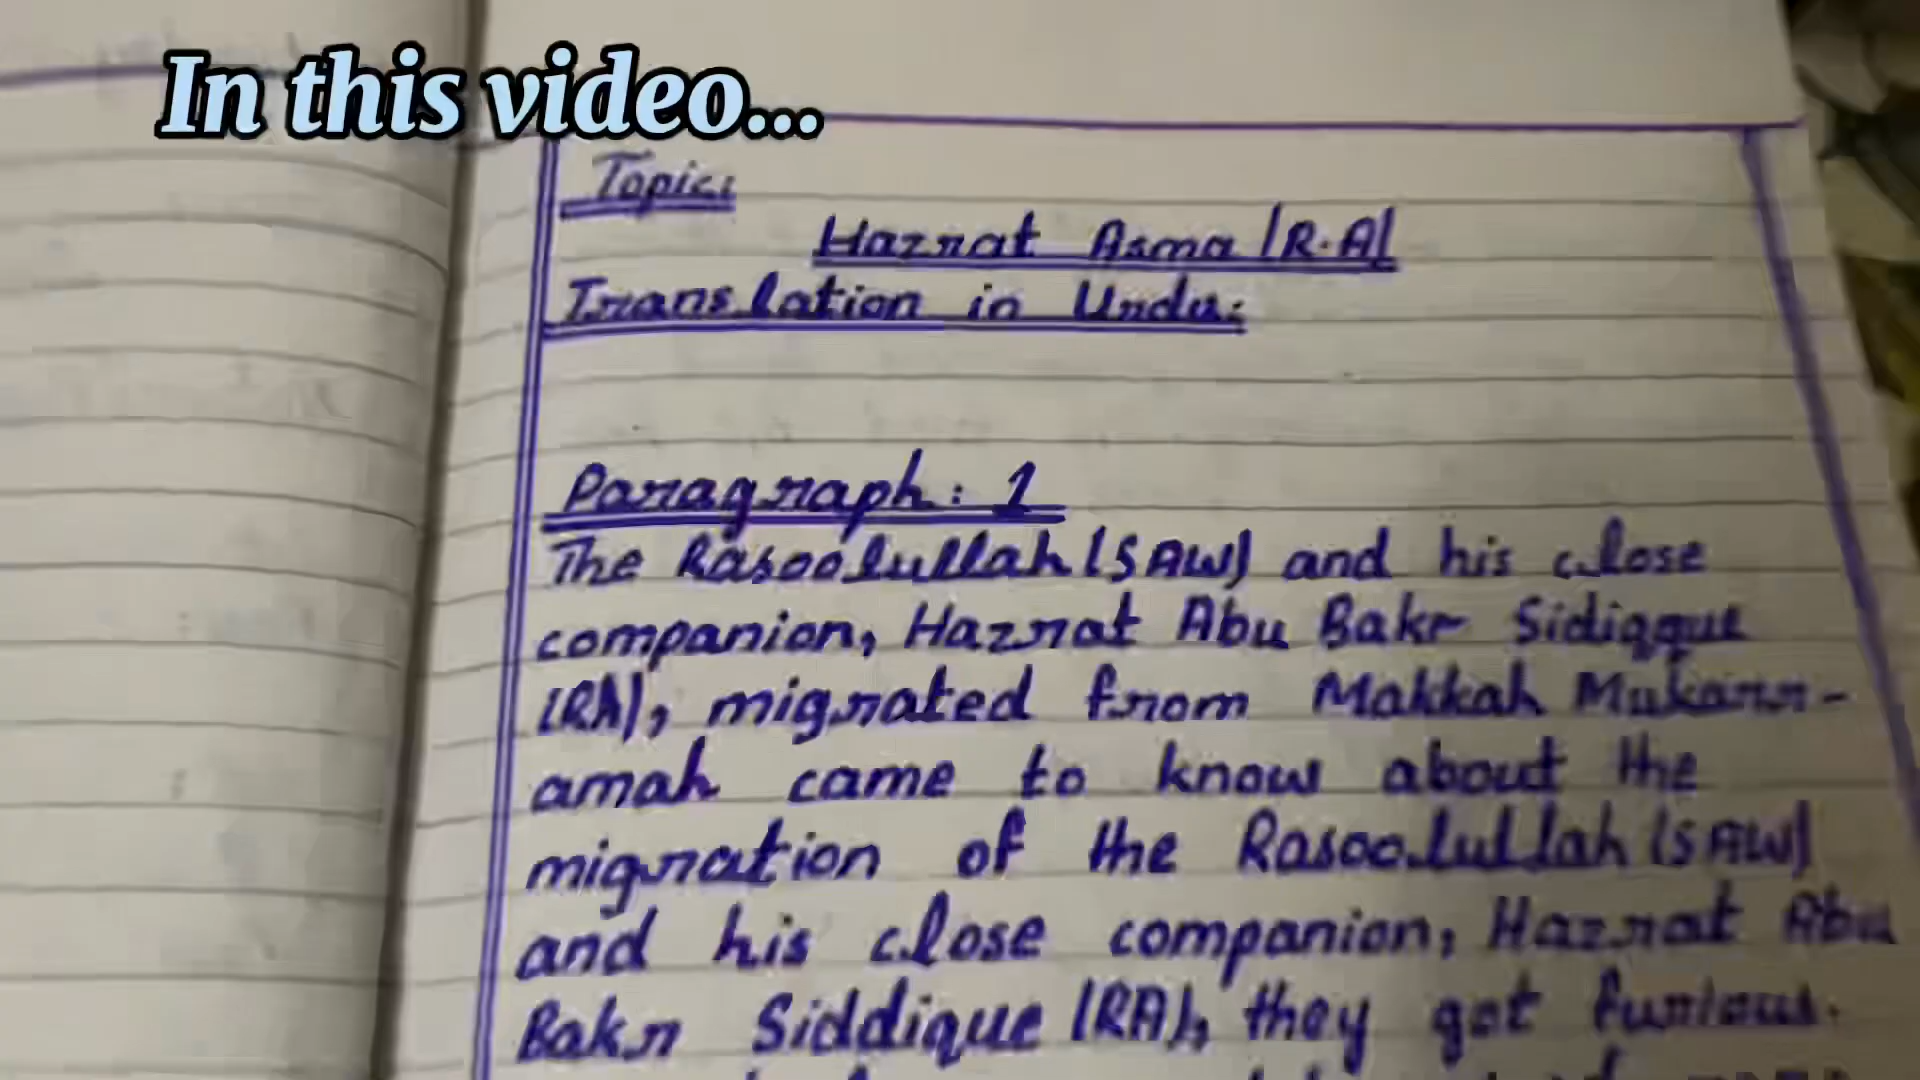 In this video...
Topic:
Hazrat Asma (R.A)
Translation in Urdu:
Paragraph: 1
The Rasoolullah (SAW) and his close
companion, Hazrat Abu Bakr Sidiqque
(RA), migrated from Makkah Mukarr-
amah came to know about the
migration of the Rasoolullah (SAW)
and his close companion, Hazrat Abu
Bakr Siddique (RA), they got furious.